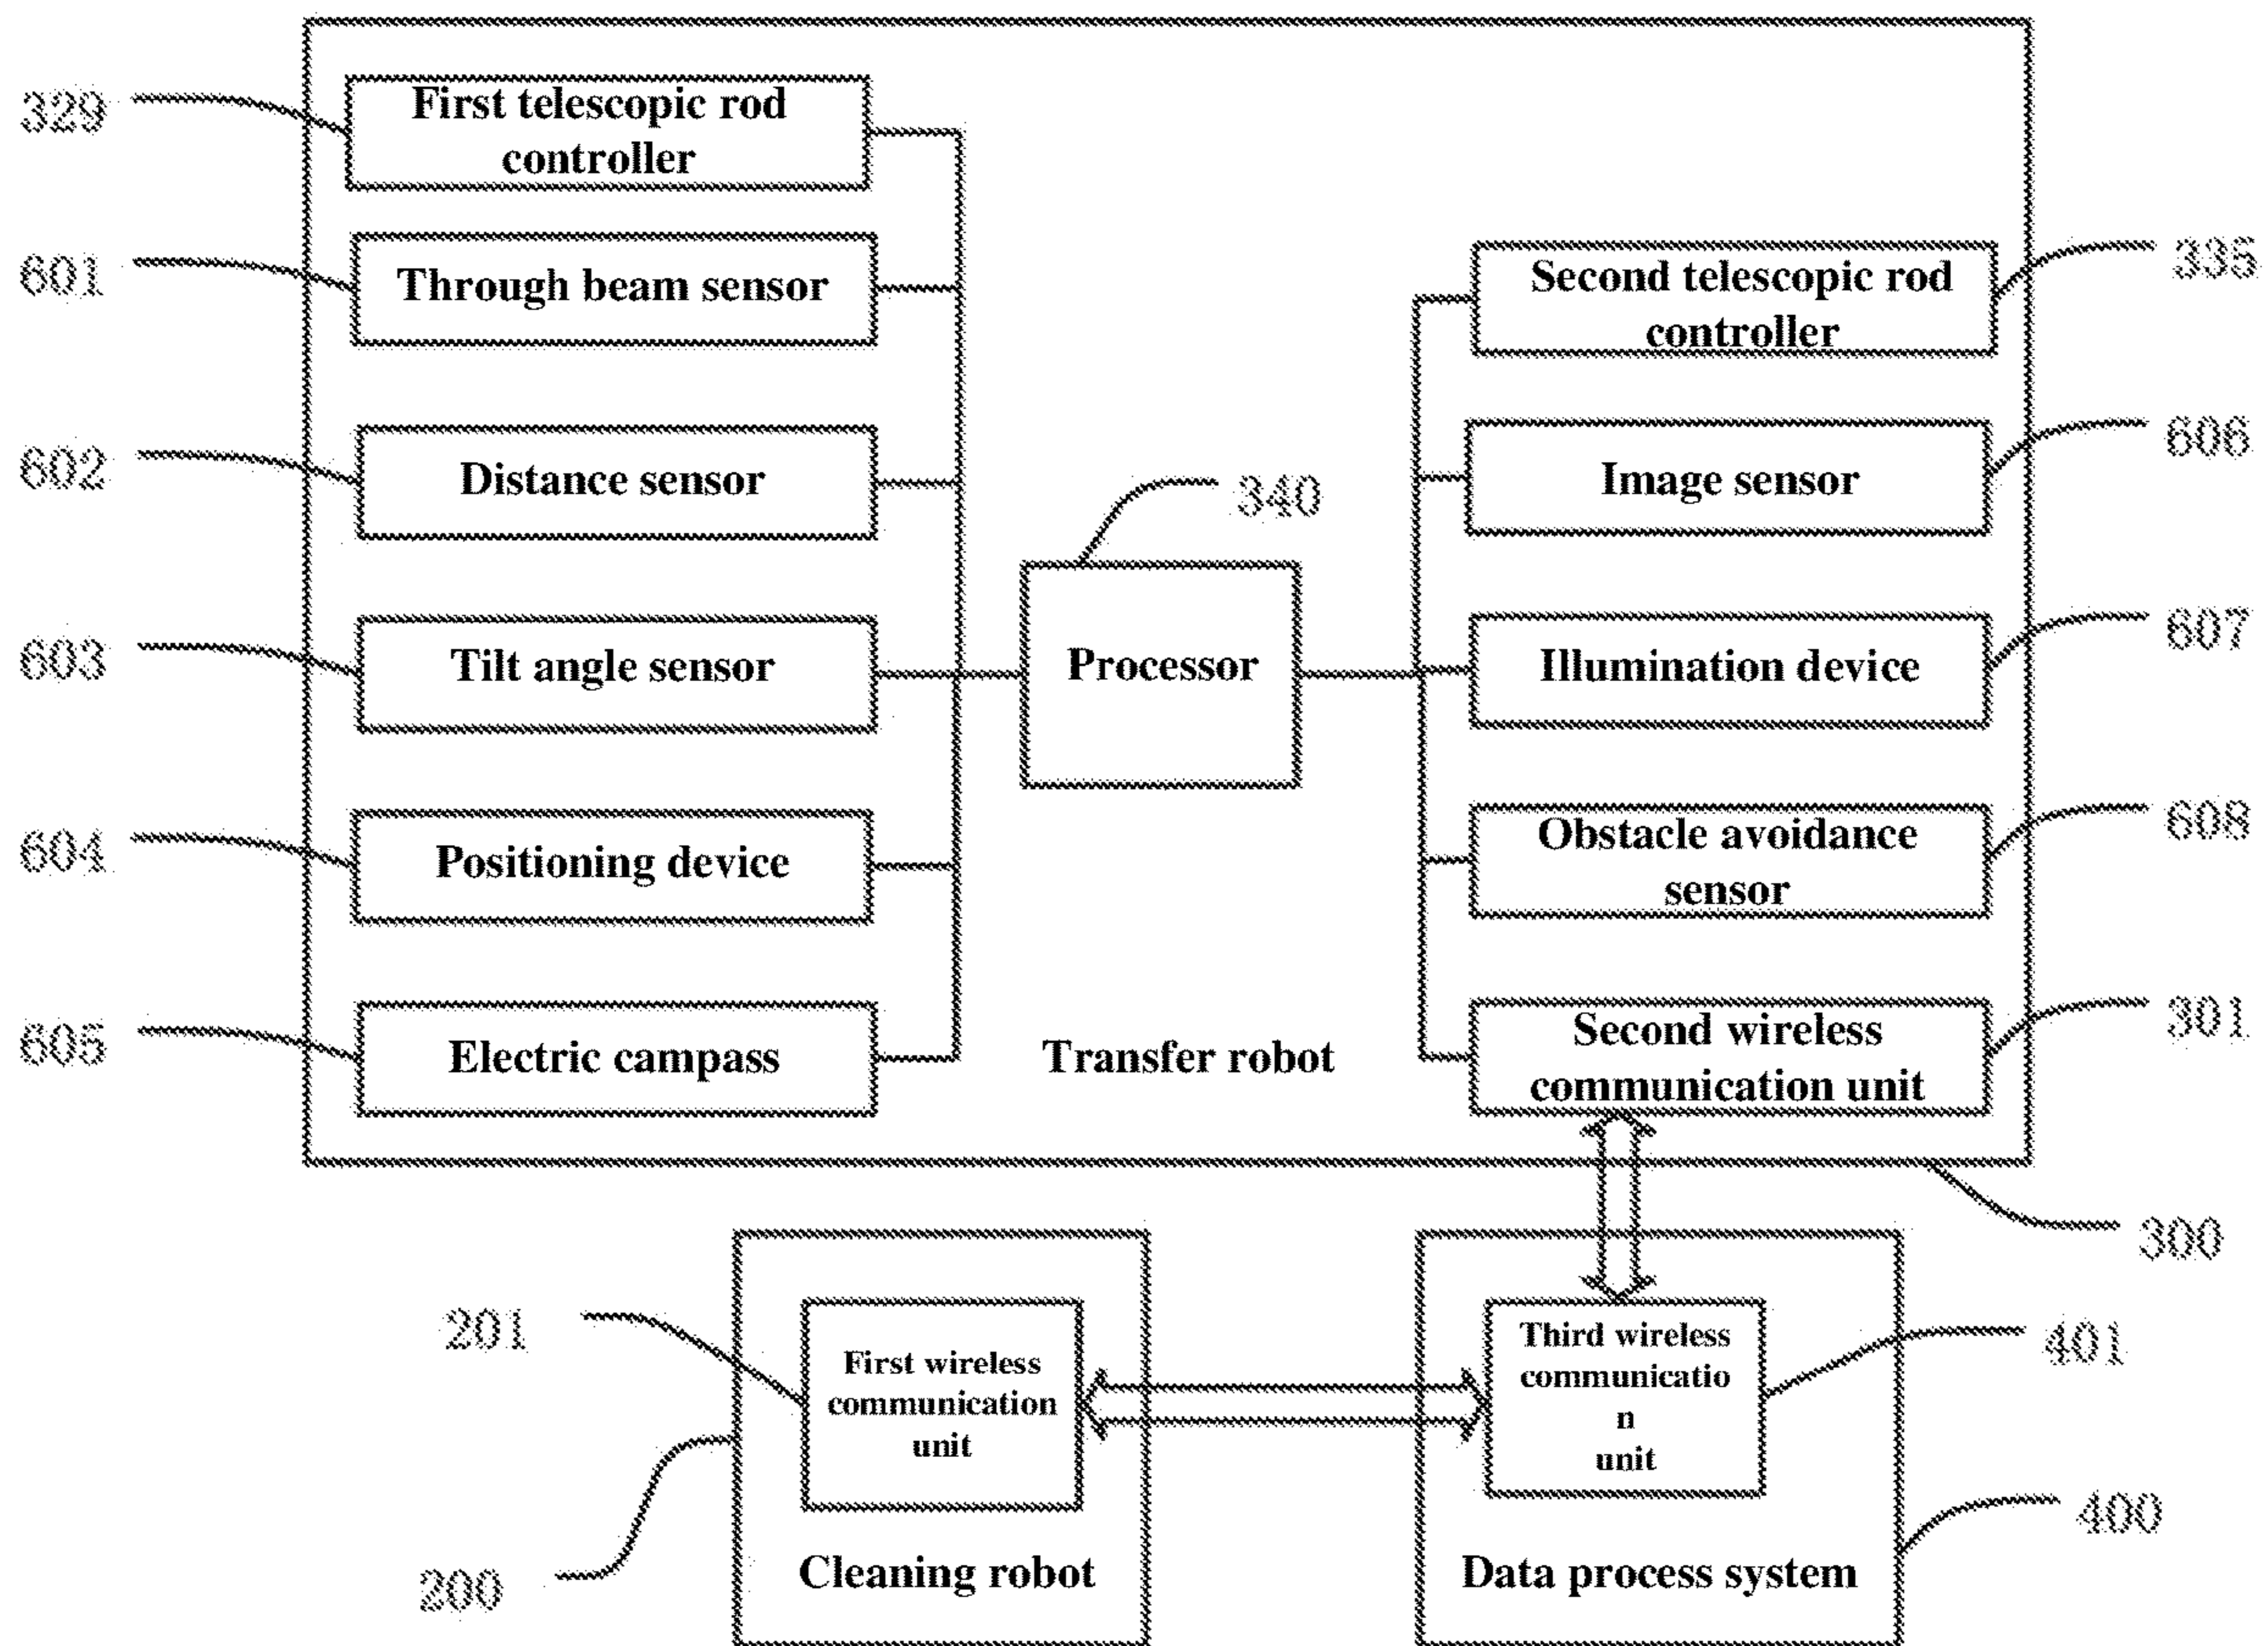 329
First telescopic rod
controller
601
Through beam sensor
Second telescopic rod
controller
335
602
Distance sensor
340
Image sensor
606
603
Tilt angle sensor
Processor
Illumination device
607
604
Positioning device
Obstacle avoidance
sensor
608
605
Electric campass
Transfer robot
Second wireless
communication unit
301
300
201
First wireless
communication
unit
Third wireless
communicatio
n
unit
401
200
Cleaning robot
Data process system
400